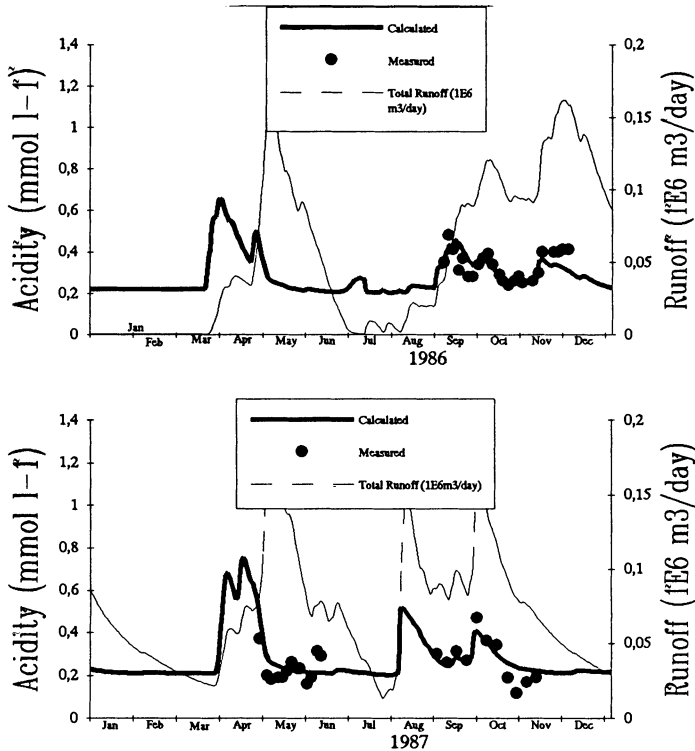 Calculated
Measured
Total Runoff (1E6
m3/day)
Acidity (mmol l-1)
1,4
1,2
1
0,8
0,6
0,4
0,2
0
0,2
0,15
0,1
0,05
0
Runoff (1E6 m3/day)
Jan Feb Mar Apr May Jun Jul Aug Sep Oct Nov Dec
1986
Calculated
Measured
Total Runoff (1E6m3/day)
Acidity (mmol l-1)
1,4
1,2
1
0,8
0,6
0,4
0,2
0
0,2
0,15
0,1
0,05
0
Runoff (1E6 m3/day)
Jan Feb Mar Apr May Jun Jul Aug Sep Oct Nov Dec
1987